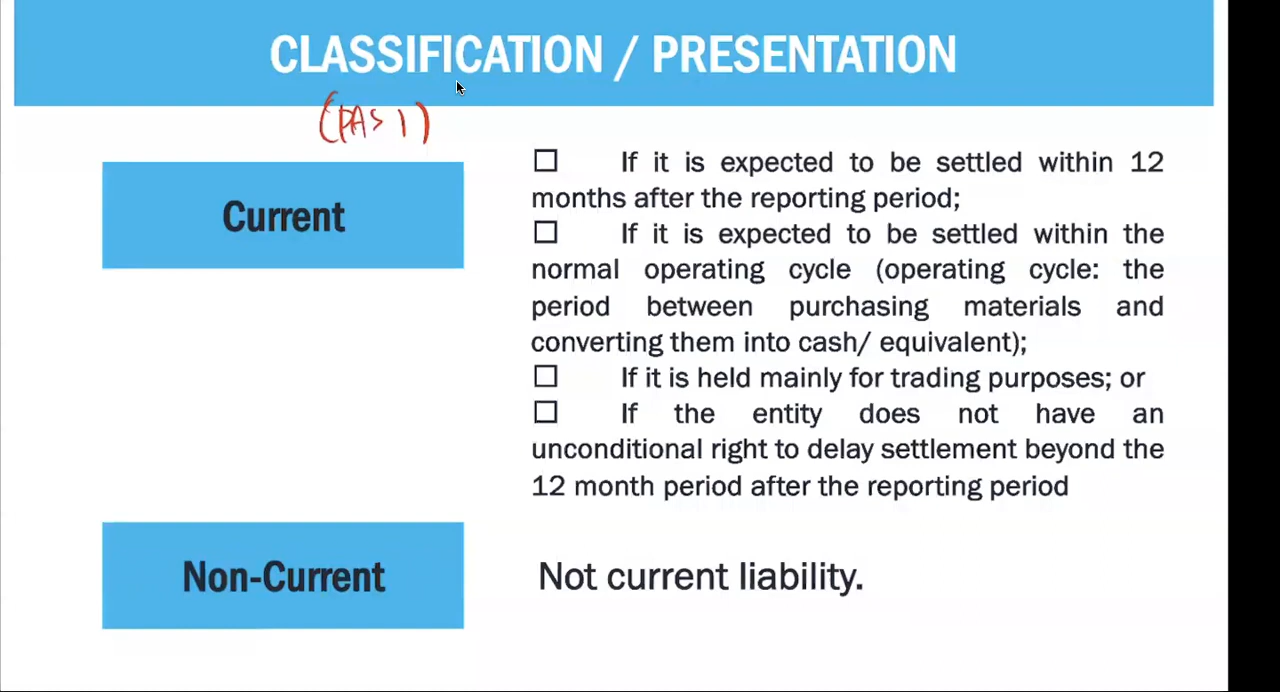 CLASSIFICATION / PRESENTATION
(PAS 1)
Current
☐ If it is expected to be settled within 12
months after the reporting period;
☐ If it is expected to be settled within the
normal operating cycle (operating cycle: the
period between purchasing materials and
converting them into cash/ equivalent);
☐ If it is held mainly for trading purposes; or
☐ If the entity does not have an
unconditional right to delay settlement beyond the
12 month period after the reporting period
Non-Current
Not current liability.